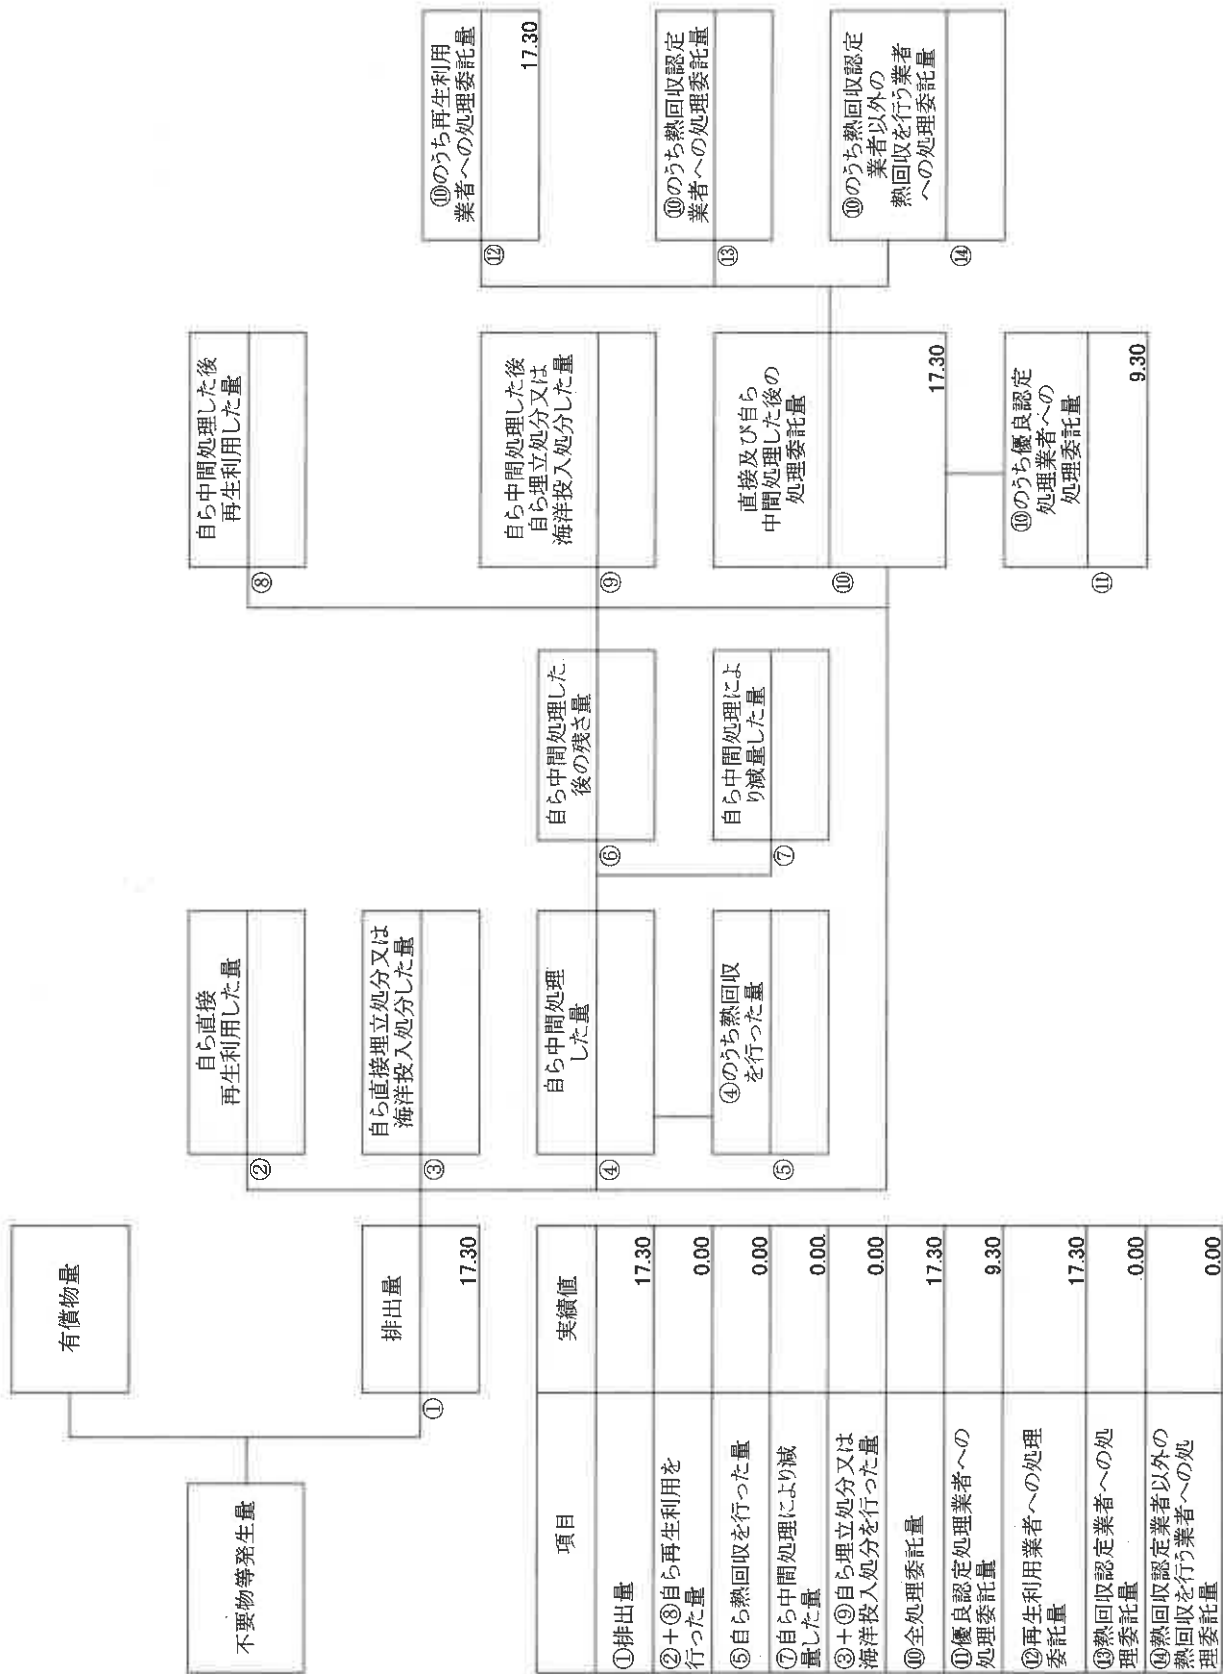 不要物等発生量
有償物量
①
排出量
17.30
②
自ら直接
再生利用した量
③
自ら直接埋立処分又は
海洋投入処分した量
④
自ら中間処理
した量
⑤
④のうち熱回収
を行った量
⑥
自ら中間処理した
後の残さ量
⑦
自ら中間処理によ
り減量した量
⑧
自ら中間処理した後
再生利用した量
⑨
自ら中間処理した後
自ら埋立処分又は
海洋投入処分した量
⑩
直接及び自ら
中間処理した後の
処理委託量
17.30
⑪
⑩のうち優良認定
処理業者への
処理委託量
9.30
⑫
⑩のうち再生利用
業者への処理委託量
17.30
⑬
⑩のうち熱回収認定
業者への処理委託量
⑭
⑩のうち熱回収認定
業者以外の
熱回収を行う業者
への処理委託量
項目
実績値
①排出量
17.30
②+⑧自ら再生利用を
行った量
0.00
⑤自ら熱回収を行った量
0.00
⑦自ら中間処理により減
量した量
0.00
③+⑨自ら埋立処分又は
海洋投入処分を行った量
0.00
⑩全処理委託量
17.30
⑪優良認定処理業者への
処理委託量
9.30
⑫再生利用業者への処理
委託量
17.30
⑬熱回収認定業者への処
理委託量
0.00
⑭熱回収認定業者以外の
熱回収を行う業者への処
理委託量
0.00